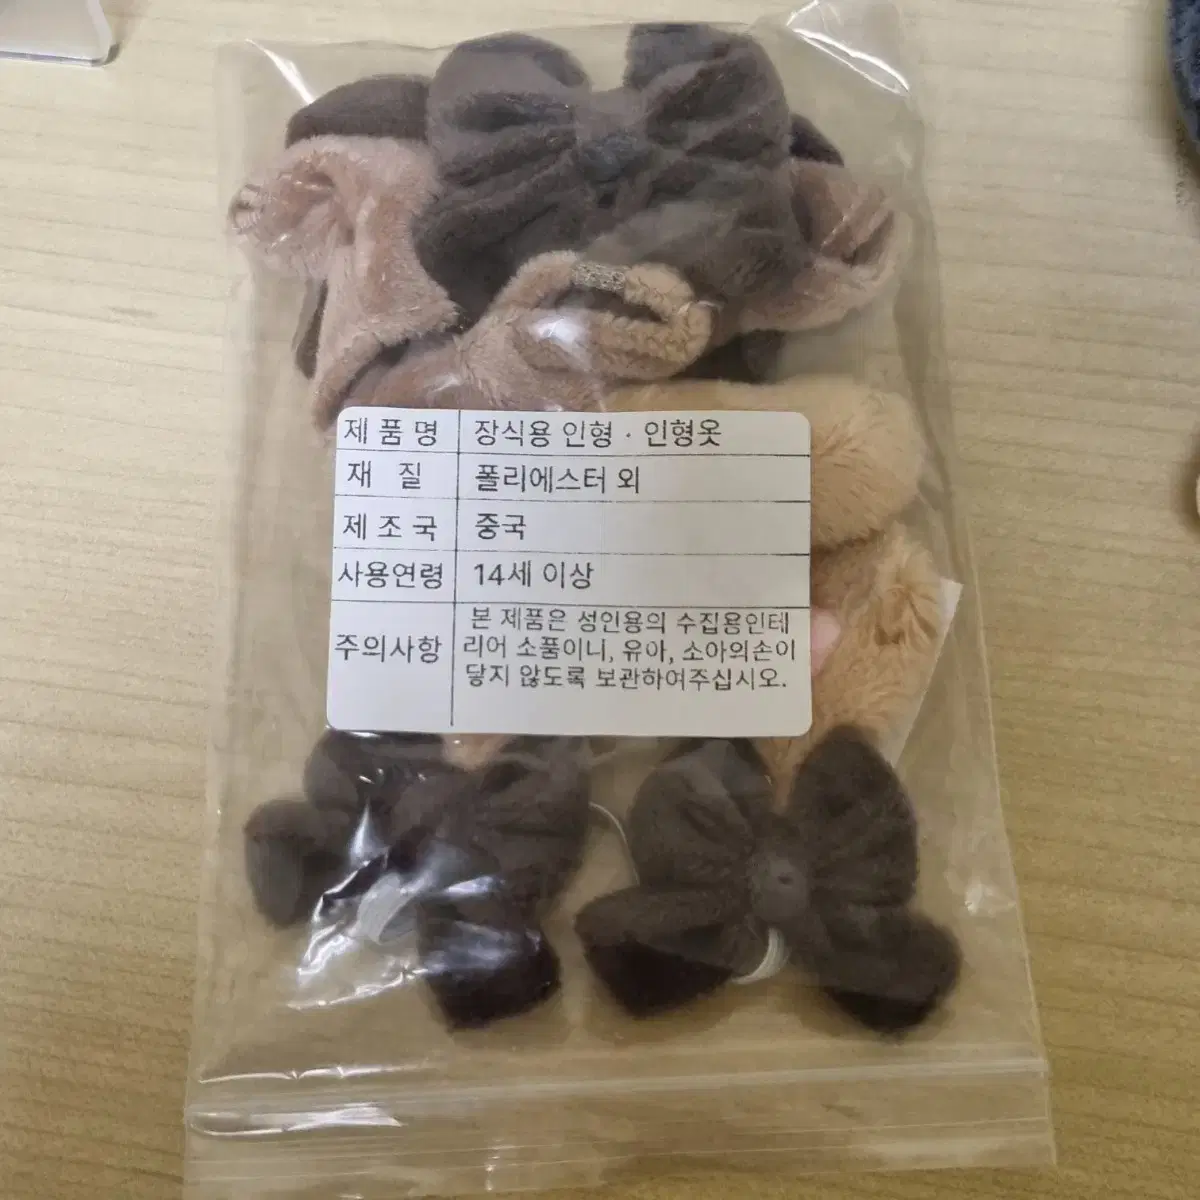 제품명 장식용 인형 · 인형옷
재 질 폴리에스터 외
제조국 중국
사용연령 14세 이상
주의사항 본 제품은 성인용의 수집용인테
리어 소품이니, 유아, 소아의손이
닿지 않도록 보관하여주십시오.